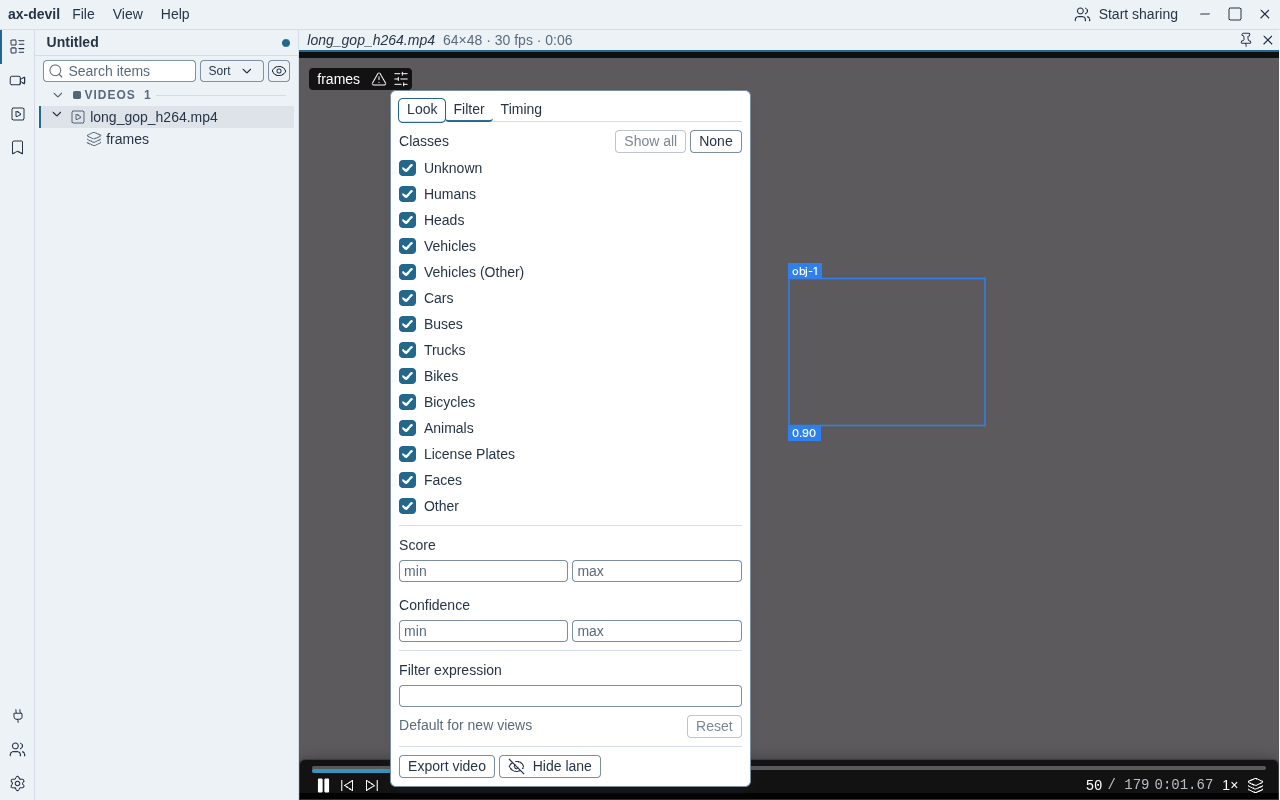 ax-devil File View Help Start sharing
Untitled
long_gop_h264.mp4 64×48 · 30 fps · 0:06
Search items Sort
VIDEOS 1
long_gop_h264.mp4
frames
frames
Look Filter Timing
Classes Show all None
Unknown
Humans
Heads
Vehicles
Vehicles (Other)
Cars
Buses
Trucks
Bikes
Bicycles
Animals
License Plates
Faces
Other
Score
min max
Confidence
min max
Filter expression
Default for new views Reset
Export video Hide lane
obj-1
0.90
50 / 179 0:01.67 1×